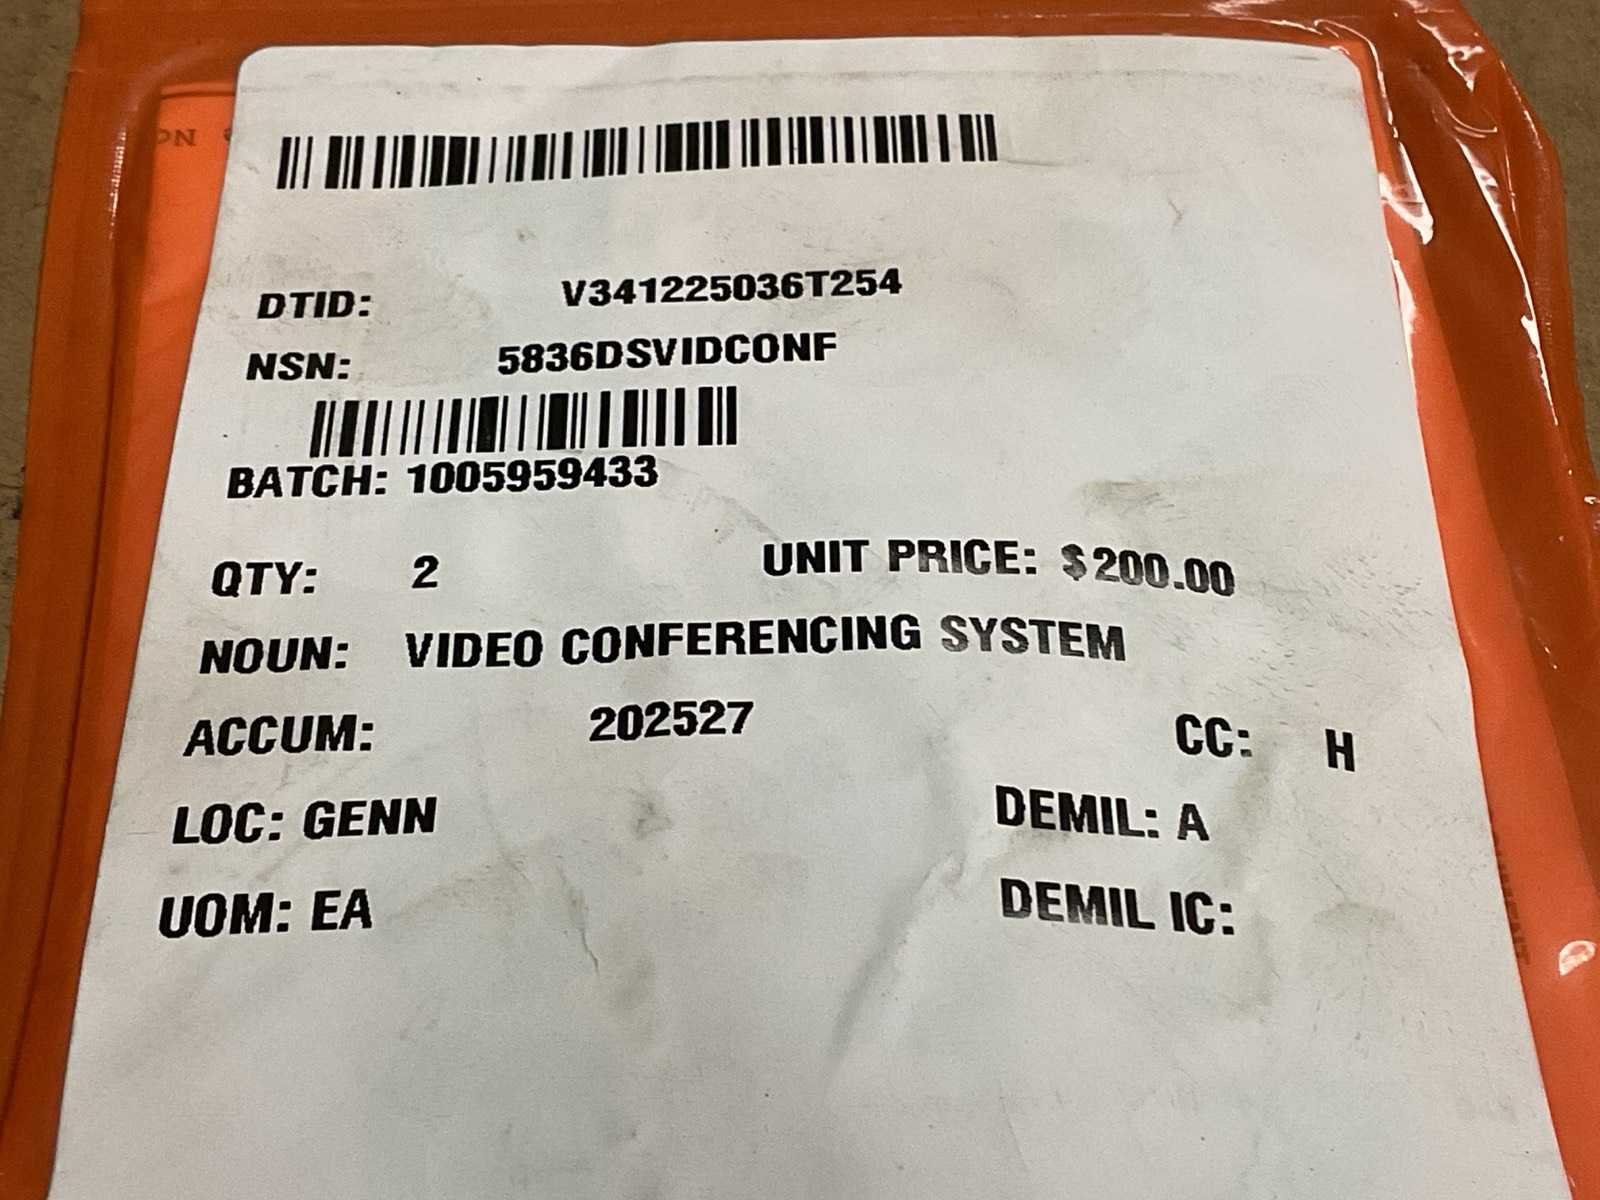 DTID: V341225036T254
NSN: 5836DSVIDCONF
BATCH: 1005959433
QTY: 2 UNIT PRICE: $200.00
NOUN: VIDEO CONFERENCING SYSTEM
ACCUM: 202527 CC: H
LOC: GENN DEMIL: A
UOM: EA DEMIL IC: